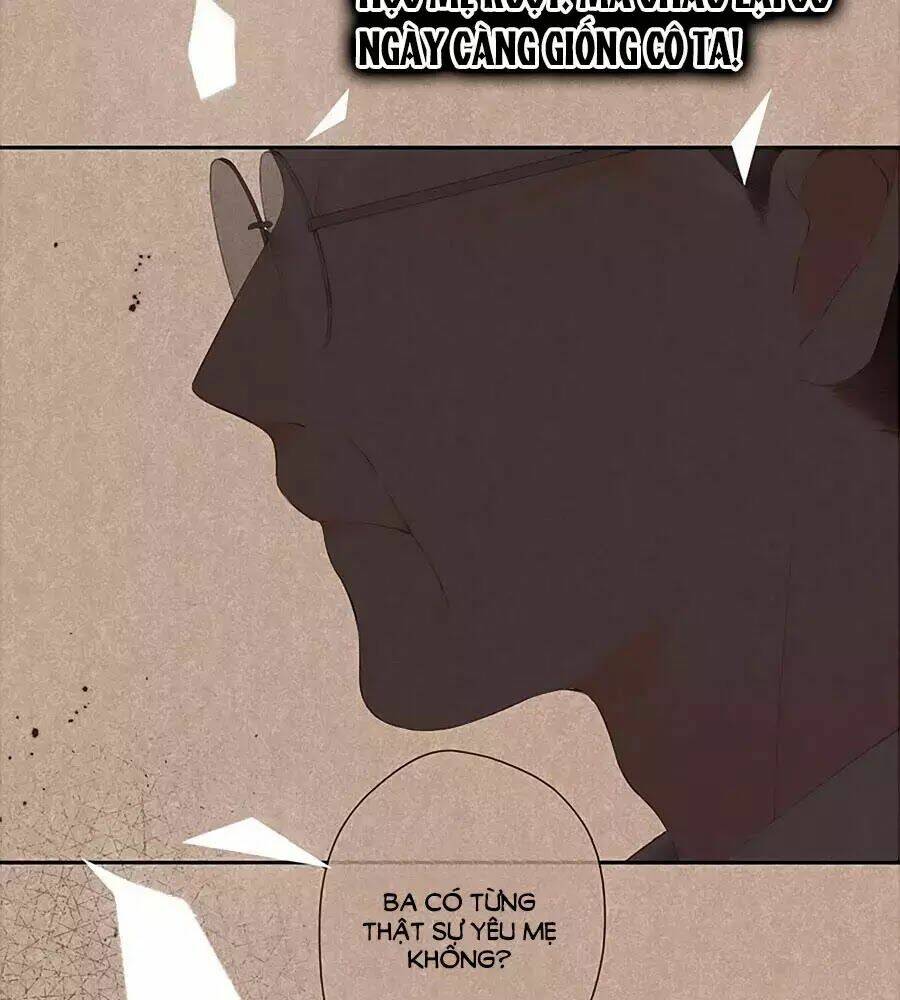 NGÀY CÀNG GIỐNG CÔ TA!
BA CÓ TỪNG
THẬT SỰ YÊU MẸ
KHÔNG?